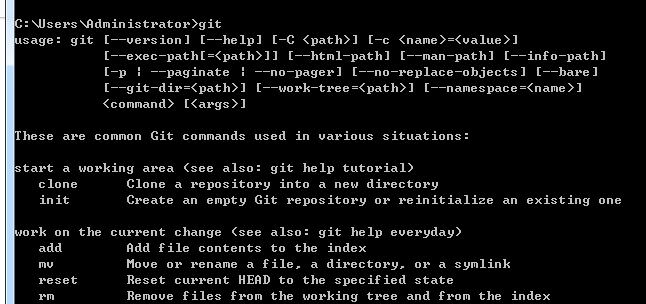 C:\Users\Administrator>git
usage: git [--version] [--help] [-C <path>] [-c <name>=<value>]
           [--exec-path[=<path>]] [--html-path] [--man-path] [--info-path]
           [-p ¦ --paginate ¦ --no-pager] [--no-replace-objects] [--bare]
           [--git-dir=<path>] [--work-tree=<path>] [--namespace=<name>]
           <command> [<args>]
These are common Git commands used in various situations:
start a working area (see also: git help tutorial)
   clone      Clone a repository into a new directory
   init       Create an empty Git repository or reinitialize an existing one
work on the current change (see also: git help everyday)
   add        Add file contents to the index
   mv         Move or rename a file, a directory, or a symlink
   reset      Reset current HEAD to the specified state
   rm         Remove files from the working tree and from the index